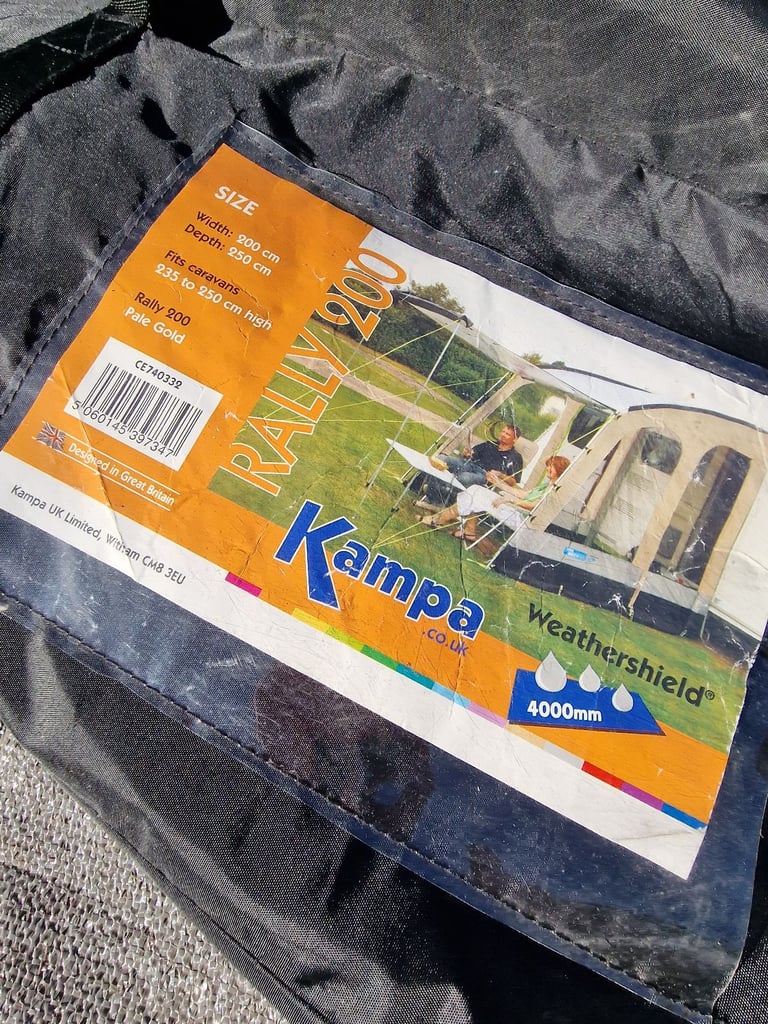 SIZE
Width: 200 cm
Depth: 250 cm
Fits caravans
235 to 250 cm high
Rally 200
Pale Gold
CE740332
5 060145 397347
Designed in Great Britain
Kampa UK Limited, Witham CM8 3EU
RALLY 200
Kampa
.co.uk
Weathershield®
4000mm